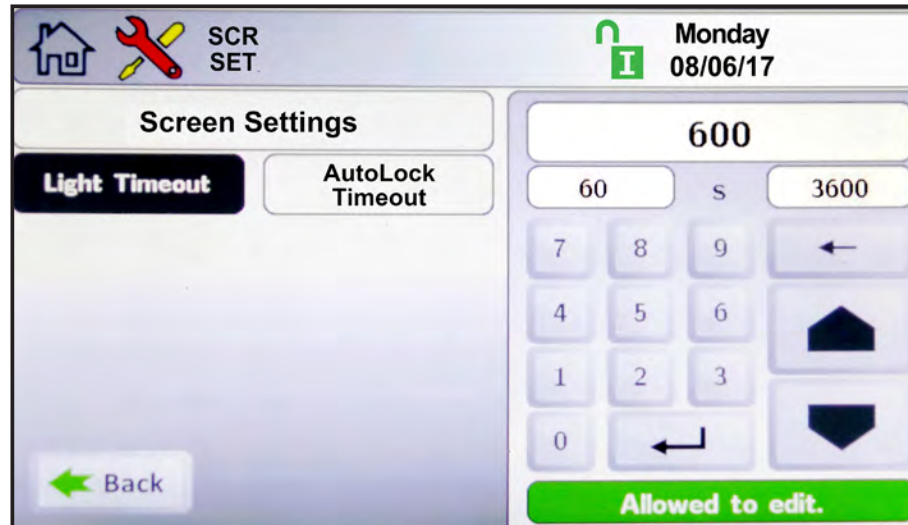 SCR
SET
I
Monday
08/06/17
Screen Settings
Light Timeout
AutoLock
Timeout
Back
600
60 s 3600
7 8 9
4 5 6
1 2 3
0
Allowed to edit.